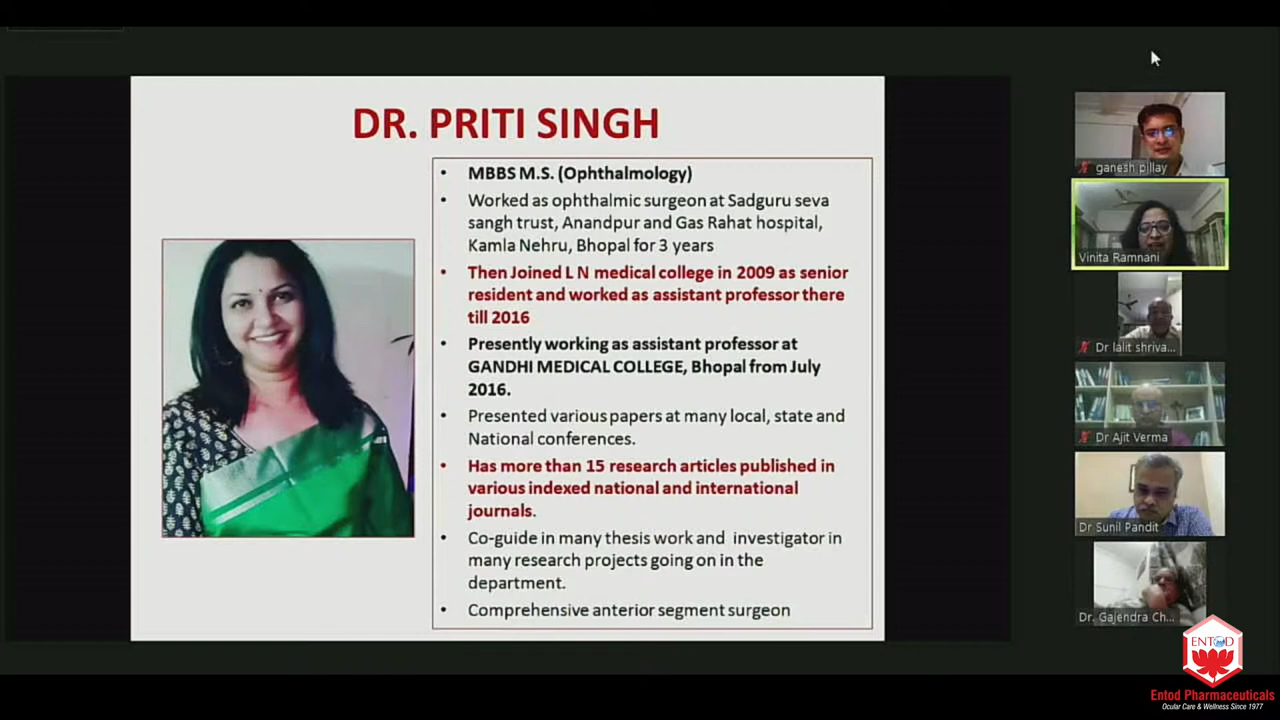 DR. PRITI SINGH
• MBBS M.S. (Ophthalmology)
• Worked as ophthalmic surgeon at Sadguru seva
sangh trust, Anandpur and Gas Rahat hospital,
Kamla Nehru, Bhopal for 3 years
• Then Joined L N medical college in 2009 as senior
resident and worked as assistant professor there
till 2016
• Presently working as assistant professor at
GANDHI MEDICAL COLLEGE, Bhopal from July
2016.
• Presented various papers at many local, state and
National conferences.
• Has more than 15 research articles published in
various indexed national and international
journals.
• Co-guide in many thesis work and investigator in
many research projects going on in the
department.
• Comprehensive anterior segment surgeon
ganesh pillay
Vinita Ramnani
Dr lalit shriva...
Dr Ajit Verma
Dr Sunil Pandit
Dr. Gajendra Ch...
ENTOD
Entod Pharmaceuticals
Ocular Care & Wellness Since 1977